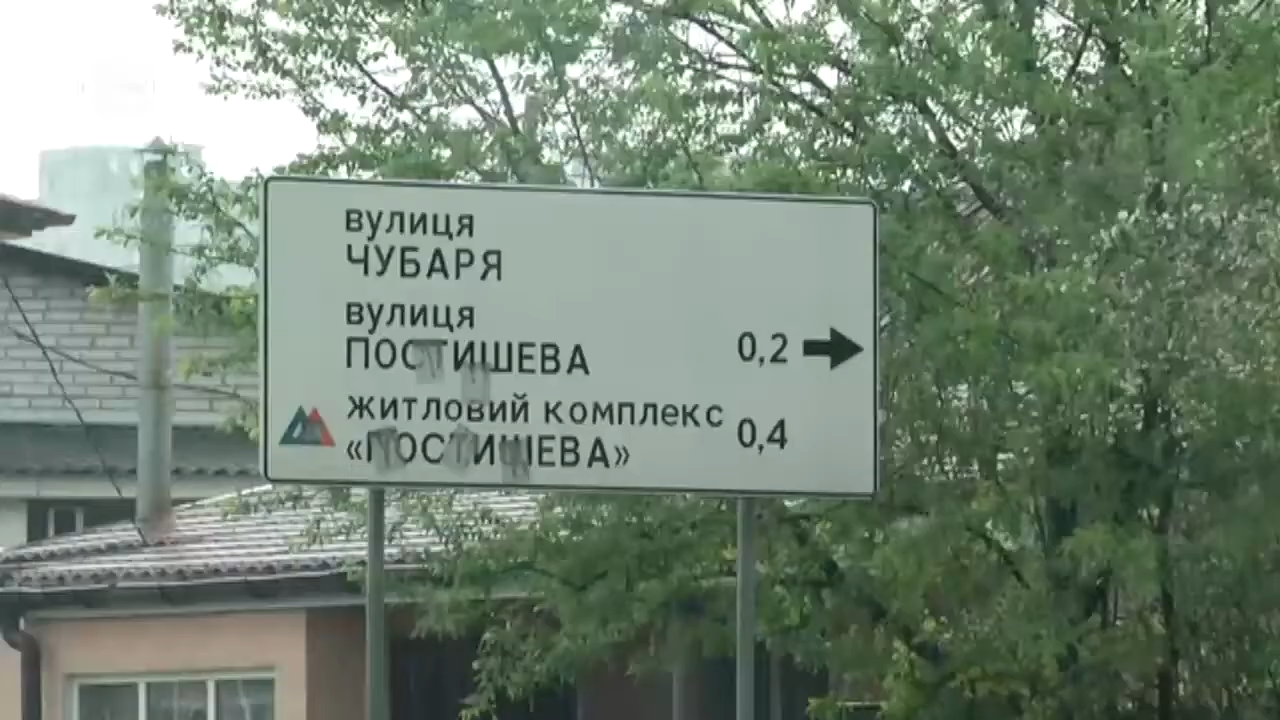 вулиця
ЧУБАРЯ
вулиця
ПОСТИШЕВА 0,2
житловий комплекс
«ПОСТИШЕВА» 0,4